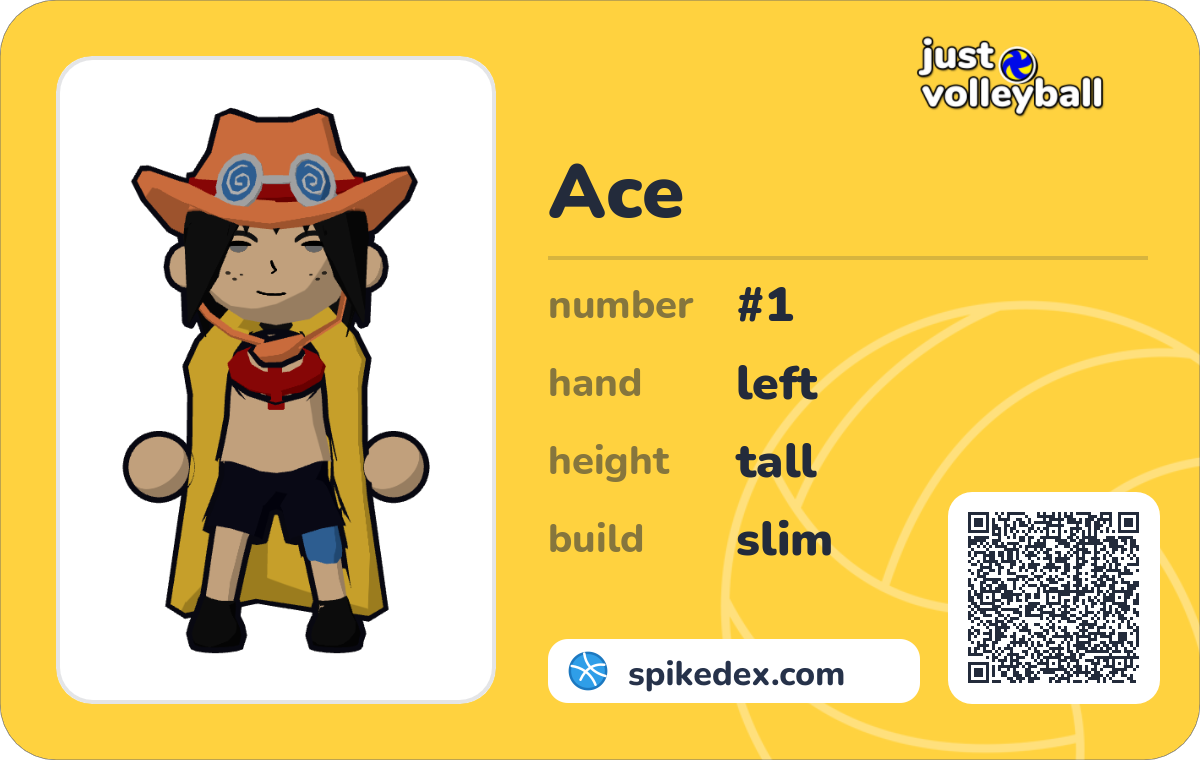 just
volleyball
Ace
number #1
hand left
height tall
build slim
spikedex.com